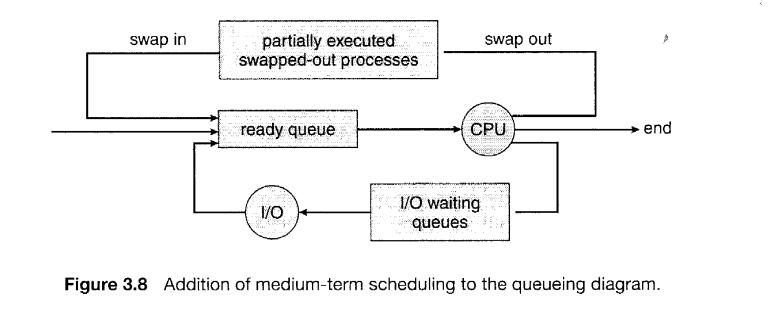 swap in
partially executed
swapped-out processes
swap out
ready queue
CPU
end
I/O
I/O waiting
queues
Figure 3.8 Addition of medium-term scheduling to the queueing diagram.